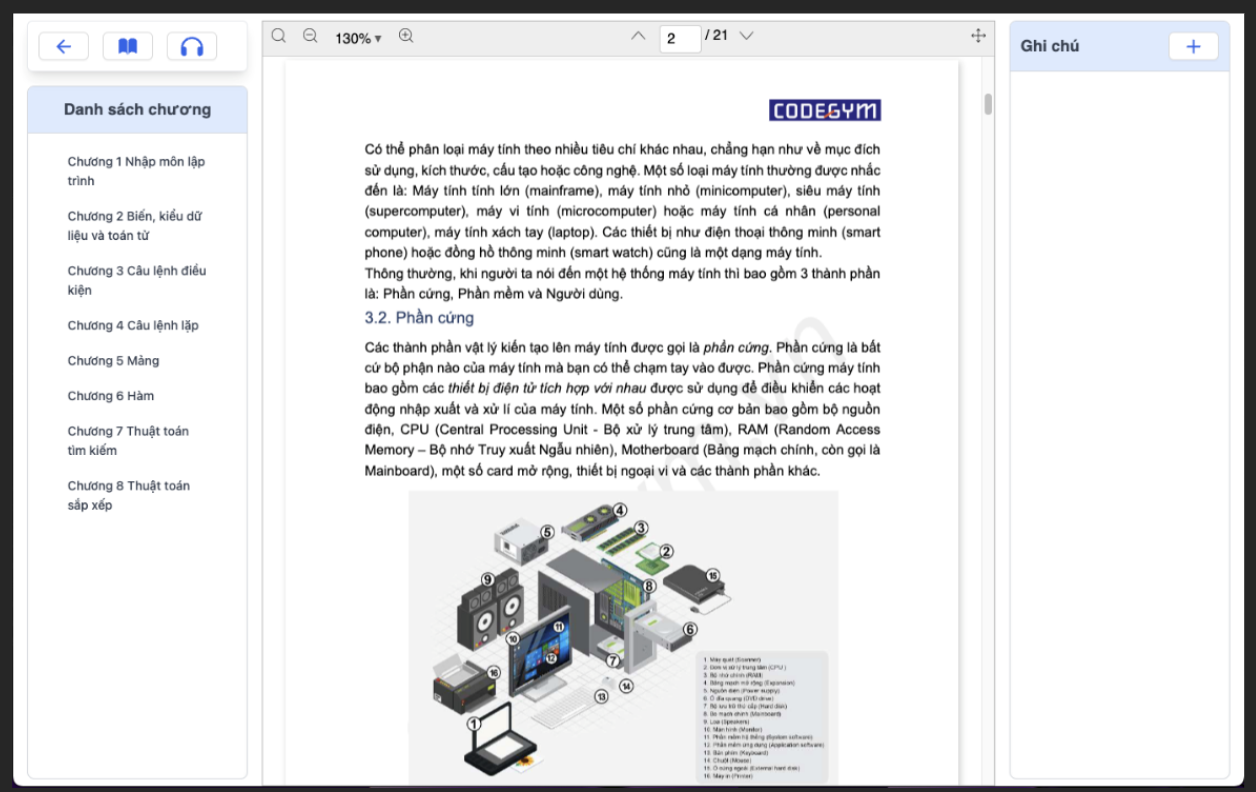 Danh sách chương
Chương 1 Nhập môn lập
trình
Chương 2 Biến, kiểu dữ
liệu và toán tử
Chương 3 Câu lệnh điều
kiện
Chương 4 Câu lệnh lặp
Chương 5 Mảng
Chương 6 Hàm
Chương 7 Thuật toán
tìm kiếm
Chương 8 Thuật toán
sắp xếp
130%
2 / 21
CODEGYM
Có thể phân loại máy tính theo nhiều tiêu chí khác nhau, chẳng hạn như về mục đích
sử dụng, kích thước, cấu tạo hoặc công nghệ. Một số loại máy tính thường được nhắc
đến là: Máy tính tính lớn (mainframe), máy tính nhỏ (minicomputer), siêu máy tính
(supercomputer), máy vi tính (microcomputer) hoặc máy tính cá nhân (personal
computer), máy tính xách tay (laptop). Các thiết bị như điện thoại thông minh (smart
phone) hoặc đồng hồ thông minh (smart watch) cũng là một dạng máy tính.
Thông thường, khi người ta nói đến một hệ thống máy tính thì bao gồm 3 thành phần
là: Phần cứng, Phần mềm và Người dùng.
3.2. Phần cứng
Các thành phần vật lý kiến tạo lên máy tính được gọi là phần cứng. Phần cứng là bất
cứ bộ phận nào của máy tính mà bạn có thể chạm tay vào được. Phần cứng máy tính
bao gồm các thiết bị điện tử tích hợp với nhau được sử dụng để điều khiển các hoạt
động nhập xuất và xử lí của máy tính. Một số phần cứng cơ bản bao gồm bộ nguồn
điện, CPU (Central Processing Unit - Bộ xử lý trung tâm), RAM (Random Access
Memory – Bộ nhớ Truy xuất Ngẫu nhiên), Motherboard (Bảng mạch chính, còn gọi là
Mainboard), một số card mở rộng, thiết bị ngoại vi và các thành phần khác.
4
5
3
2
15
9
8
6
11
10
12
7
16
14
13
1
1. Máy quét (Scanner)
2. Đơn vị xử lý trung tâm (CPU )
3. Bộ nhớ chính (RAM)
4. Bảng mạch mở rộng (Expansion)
5. Nguồn điện (Power supply)
6. Ổ đĩa quang (DVD drive)
7. Bộ lưu trữ thứ cấp (Hard disk)
8. Bo mạch chính (Mainboard)
9. Loa (Speakers)
10. Màn hình (Monitor)
11. Phần mềm hệ thống (System software)
12. Phần mềm ứng dụng (Application software)
13. Bàn phím (Keyboard)
14. Chuột (Mouse)
15. Ổ cứng ngoài (External hard disk)
16. Máy in (Printer)
Ghi chú